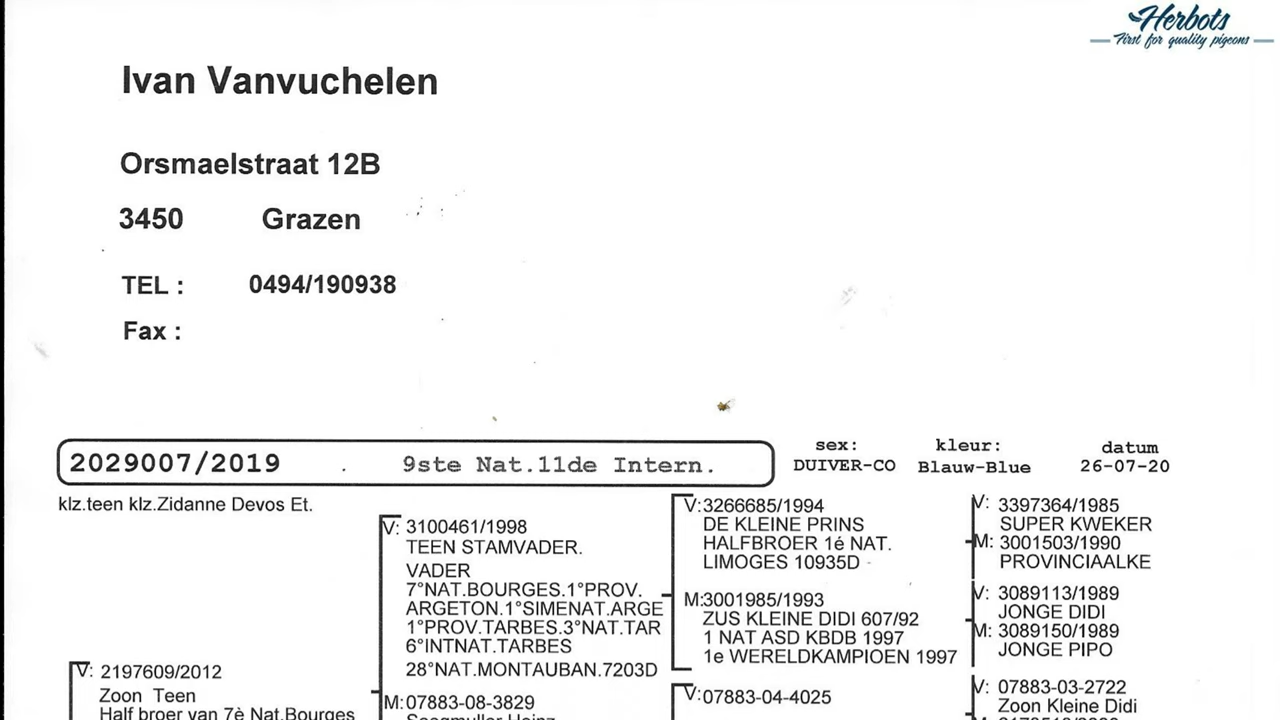 Herbots
First for quality pigeons
Ivan Vanvuchelen
Orsmaelstraat 12B
3450 Grazen
TEL : 0494/190938
Fax :
2029007/2019 . 9ste Nat.11de Intern.
sex: kleur: datum
DUIVER-CO Blauw-Blue 26-07-20
klz.teen klz.Zidanne Devos Et.
V: 3100461/1998
TEEN STAMVADER.
VADER
7°NAT.BOURGES.1°PROV.
ARGETON.1°SIMENAT.ARGE
1°PROV.TARBES.3°NAT.TAR
6°INTNAT.TARBES
28°NAT.MONTAUBAN.7203D
V:3266685/1994
DE KLEINE PRINS
HALFBROER 1é NAT.
LIMOGES 10935D
M:3001985/1993
ZUS KLEINE DIDI 607/92
1 NAT ASD KBDB 1997
1e WERELDKAMPIOEN 1997
V: 3397364/1985
SUPER KWEKER
M: 3001503/1990
PROVINCIAALKE
V: 3089113/1989
JONGE DIDI
M: 3089150/1989
JONGE PIPO
V: 2197609/2012
Zoon Teen
Half broer van 7è Nat.Bourges
M:07883-08-3829
V:07883-04-4025
V: 07883-03-2722
Zoon Kleine Didi